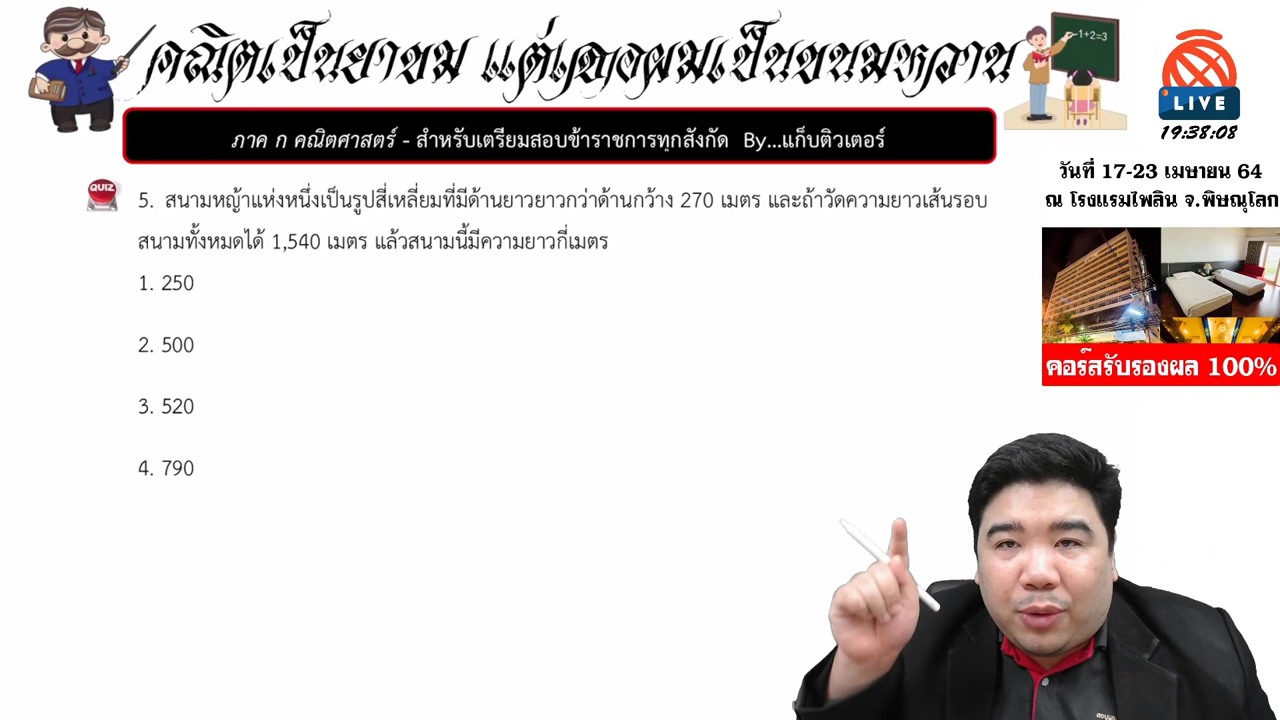 คณิตเป็นยาขม แต่เธอผมเป็นขนมหวาน
-1+2=3
LIVE
19:38:08
ภาค ก คณิตศาสตร์ - สำหรับเตรียมสอบข้าราชการทุกสังกัด By...แก็บติวเตอร์
วันที่ 17-23 เมษายน 64
ณ โรงแรมไพลิน จ.พิษณุโลก
QUIZ
5. สนามหญ้าแห่งหนึ่งเป็นรูปสี่เหลี่ยมที่มีด้านยาวยาวกว่าด้านกว้าง 270 เมตร และถ้าวัดความยาวเส้นรอบ
สนามทั้งหมดได้ 1,540 เมตร แล้วสนามนี้มีความยาวกี่เมตร
1. 250
2. 500
3. 520
4. 790
คอร์สรับรองผล 100%